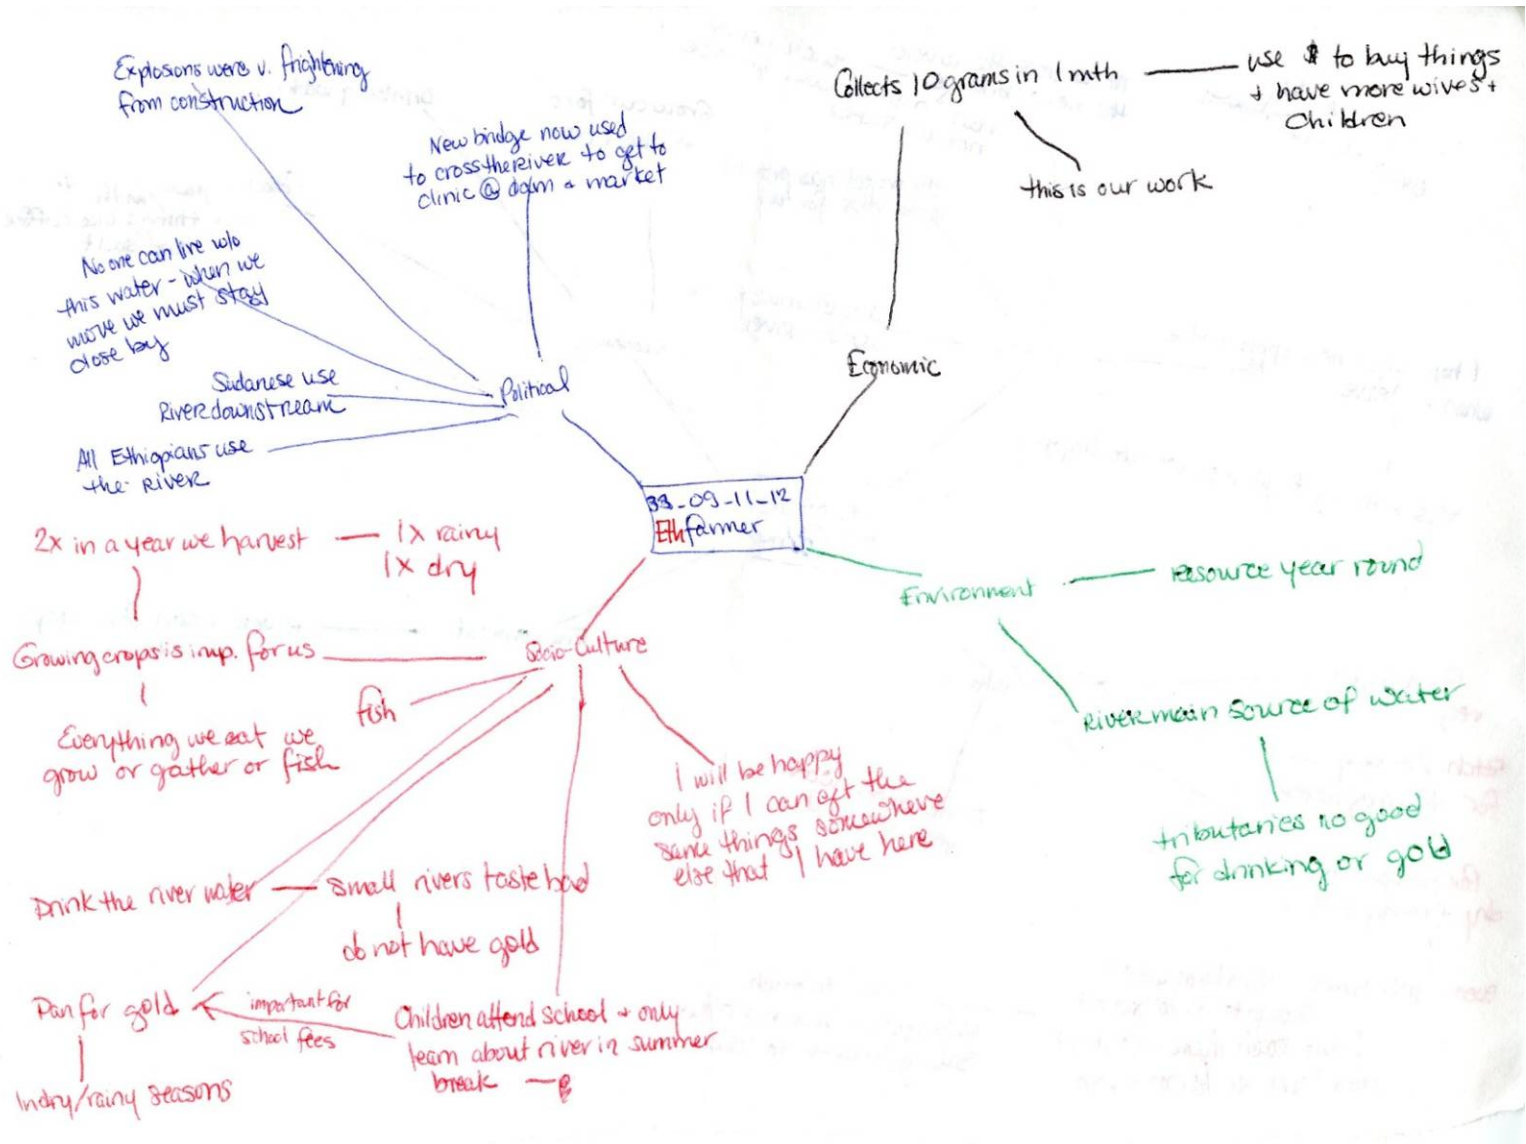 Explosions were v. frightening
from construction
New bridge now used
to cross the River to get to
clinic @ dam + market
No one can live w/o
this water - when we
move we must stay
close by
Sudanese use
River downstream
All Ethiopians use
the River
Political
Collects 10 grams in 1 mth
use $ to buy things
+ have more wives +
children
this is our work
Economic
33-09-11-12
Eth farmer
2x in a year we harvest
1x rainy
1x dry
Growing crops is imp. for us
Everything we eat we
grow or gather or fish
fish
Socio-Culture
I will be happy
only if I can get the
same things somewhere
else that I have here
Drink the river water
small rivers taste bad
do not have gold
Pan for gold
important for
school fees
In dry/rainy seasons
Children attend school + only
learn about river in summer
break
Environment
resource year round
River main source of water
tributaries no good
for drinking or gold